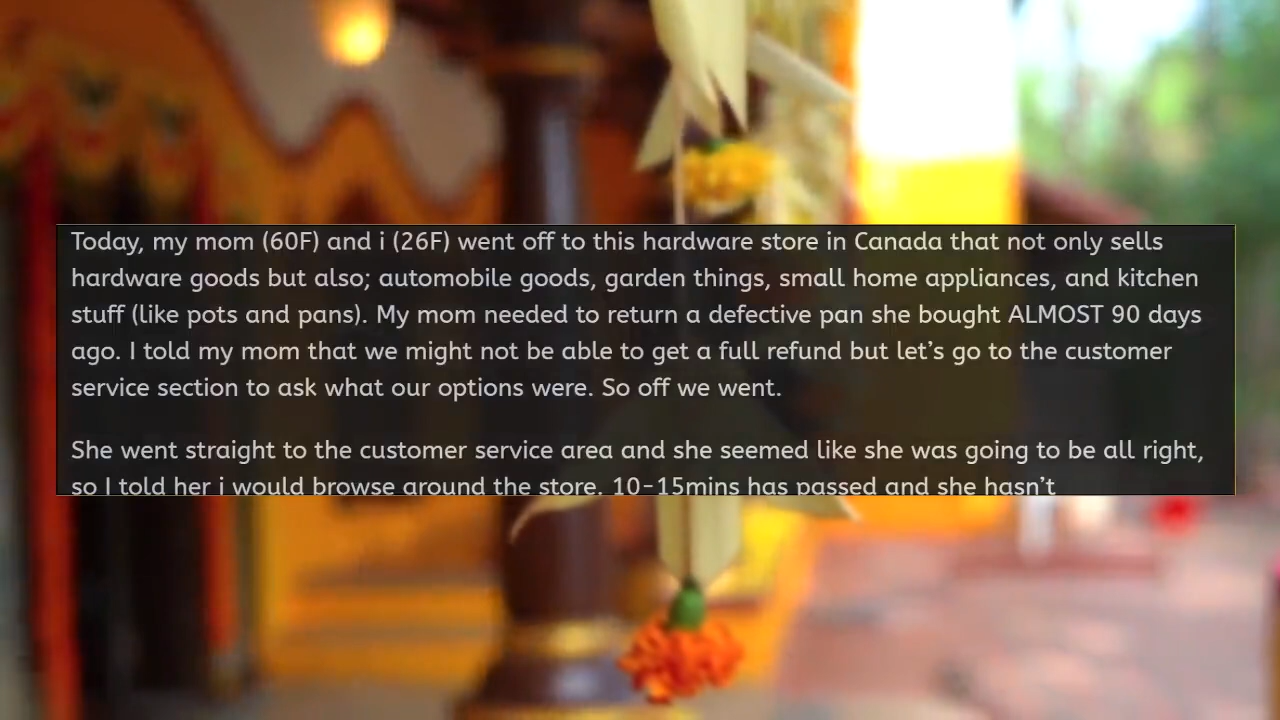 Today, my mom (60F) and i (26F) went off to this hardware store in Canada that not only sells
hardware goods but also; automobile goods, garden things, small home appliances, and kitchen
stuff (like pots and pans). My mom needed to return a defective pan she bought ALMOST 90 days
ago. I told my mom that we might not be able to get a full refund but let's go to the customer
service section to ask what our options were. So off we went.
She went straight to the customer service area and she seemed like she was going to be all right,
so I told her i would browse around the store. 10-15mins has passed and she hasn't